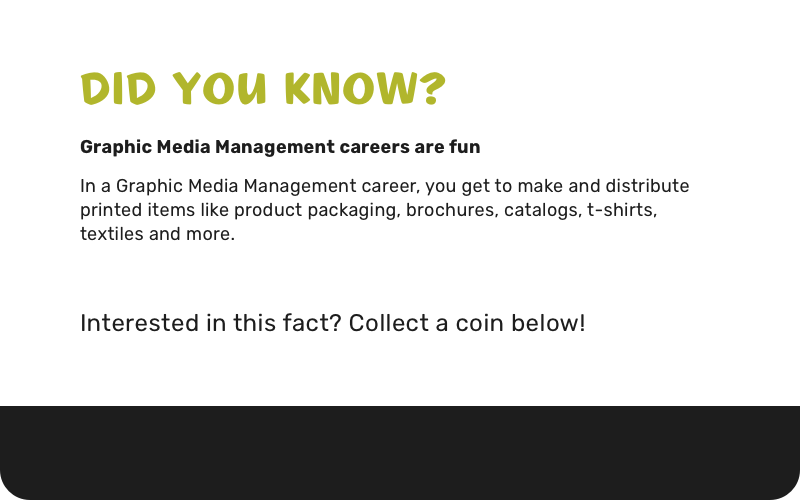 DID YOU KNOW?
Graphic Media Management careers are fun
In a Graphic Media Management career, you get to make and distribute
printed items like product packaging, brochures, catalogs, t-shirts,
textiles and more.
Interested in this fact? Collect a coin below!